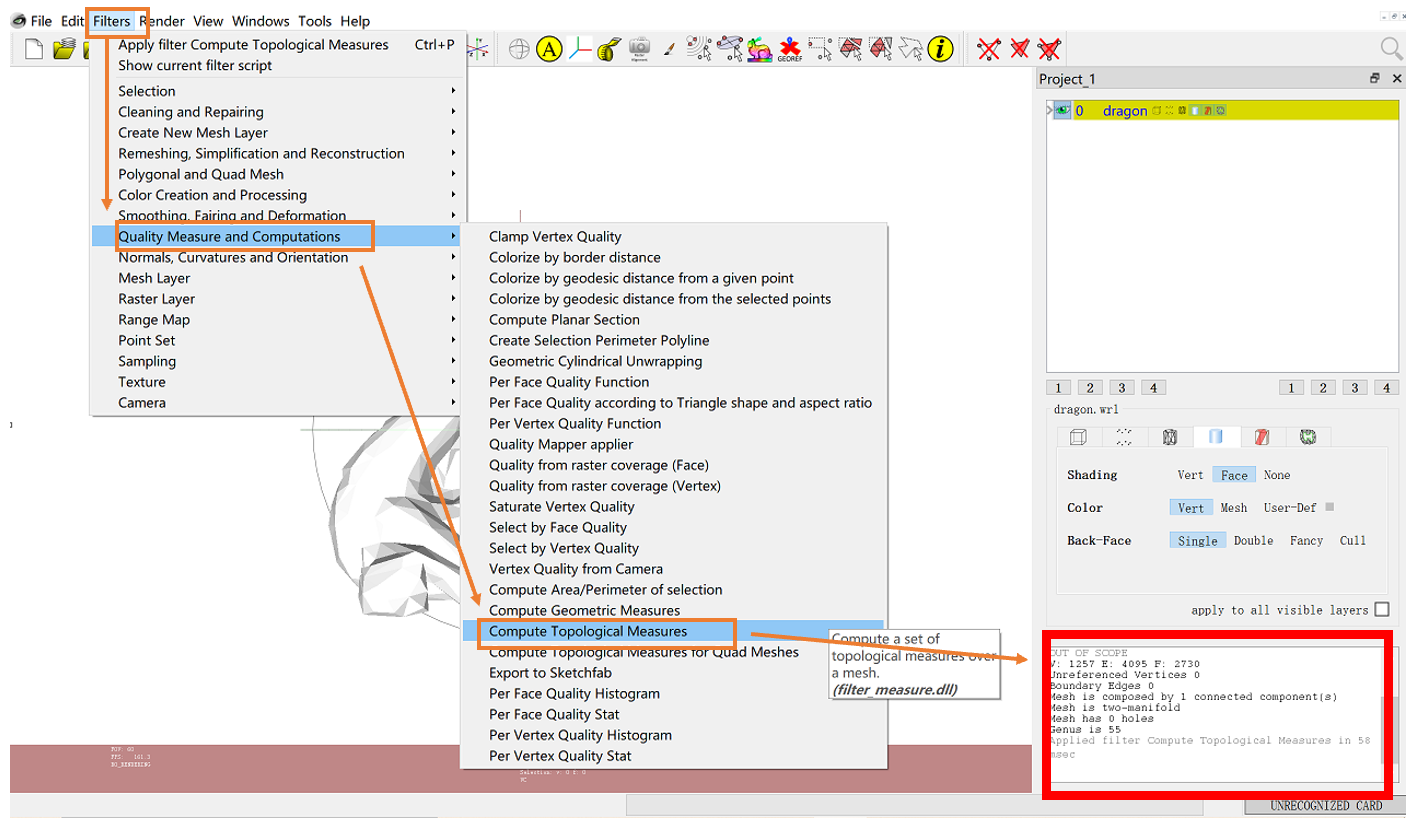 File Edit Filters Render View Windows Tools Help
Apply filter Compute Topological Measures Ctrl+P
Show current filter script
Selection
Cleaning and Repairing
Create New Mesh Layer
Remeshing, Simplification and Reconstruction
Polygonal and Quad Mesh
Color Creation and Processing
Smoothing, Fairing and Deformation
Quality Measure and Computations
Normals, Curvatures and Orientation
Mesh Layer
Raster Layer
Range Map
Point Set
Sampling
Texture
Camera
A
GEOREF
i
Clamp Vertex Quality
Colorize by border distance
Colorize by geodesic distance from a given point
Colorize by geodesic distance from the selected points
Compute Planar Section
Create Selection Perimeter Polyline
Geometric Cylindrical Unwrapping
Per Face Quality Function
Per Face Quality according to Triangle shape and aspect ratio
Per Vertex Quality Function
Quality Mapper applier
Quality from raster coverage (Face)
Quality from raster coverage (Vertex)
Saturate Vertex Quality
Select by Face Quality
Select by Vertex Quality
Vertex Quality from Camera
Compute Area/Perimeter of selection
Compute Geometric Measures
Compute Topological Measures
Compute Topological Measures for Quad Meshes
Export to Sketchfab
Per Face Quality Histogram
Per Face Quality Stat
Per Vertex Quality Histogram
Per Vertex Quality Stat
Compute a set of
topological measures over
a mesh.
(filter_measure.dll)
Project_1
0 dragon
1 2 3 4 1 2 3 4
dragon.wrl
Shading Vert Face None
Color Vert Mesh User-Def
Back-Face Single Double Fancy Cull
apply to all visible layers
OUT OF SCOPE
V: 1257 E: 4095 F: 2730
Unreferenced Vertices 0
Boundary Edges 0
Mesh is composed by 1 connected component(s)
Mesh is two-manifold
Mesh has 0 holes
Genus is 55
Applied filter Compute Topological Measures in 58
msec
FOV: 60
BO_RENDERING
UNRECOGNIZED CARD